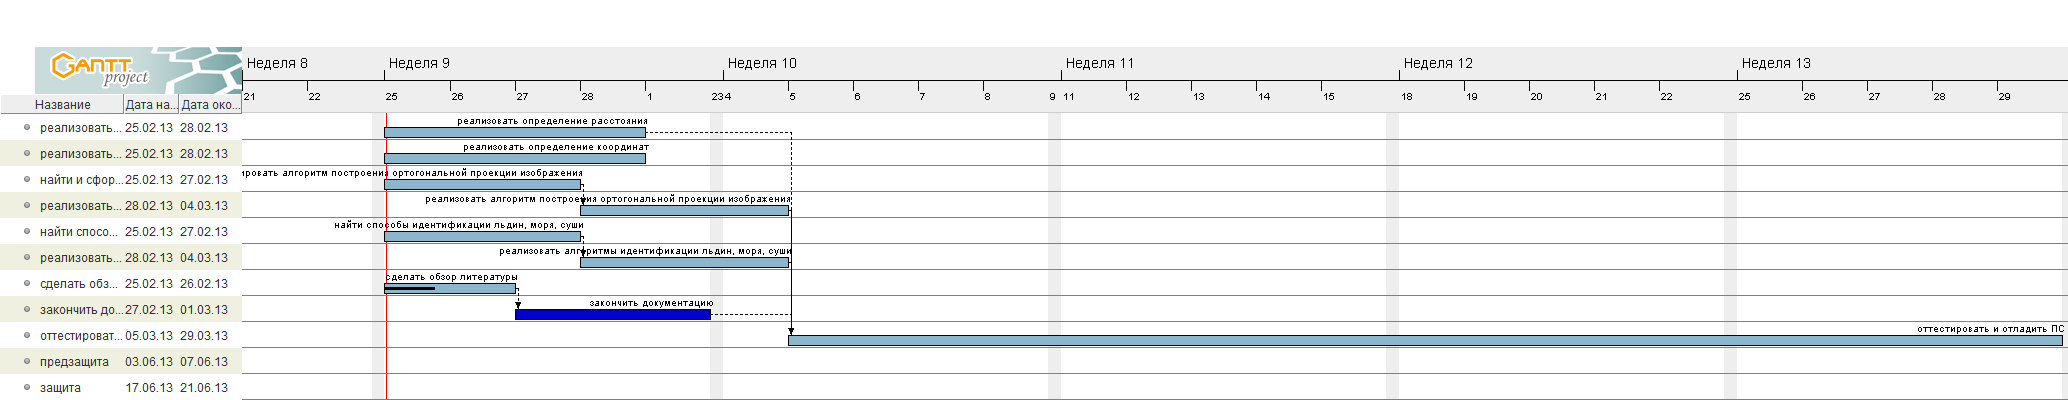 GANTT project
Неделя 8 Неделя 9 Неделя 10 Неделя 11 Неделя 12 Неделя 13
21 22 25 26 27 28 1 2 3 4 5 6 7 8 9 11 12 13 14 15 18 19 20 21 22 25 26 27 28 29
Название Дата на... Дата око...
реализовать... 25.02.13 28.02.13 реализовать определение расстояния
реализовать... 25.02.13 28.02.13 реализовать определение координат
найти и сфор... 25.02.13 27.02.13 ировать алгоритм построения ортогональной проекции изображения
реализовать... 28.02.13 04.03.13 реализовать алгоритм построения ортогональной проекции изображения
найти спосо... 25.02.13 27.02.13 найти способы идентификации льдин, моря, суши
реализовать... 28.02.13 04.03.13 реализовать алгоритмы идентификации льдин, моря, суши
сделать обз... 25.02.13 26.02.13 сделать обзор литературы
закончить до... 27.02.13 01.03.13 закончить документацию
оттестироват... 05.03.13 29.03.13 оттестировать и отладить ПС
предзащита 03.06.13 07.06.13
защита 17.06.13 21.06.13